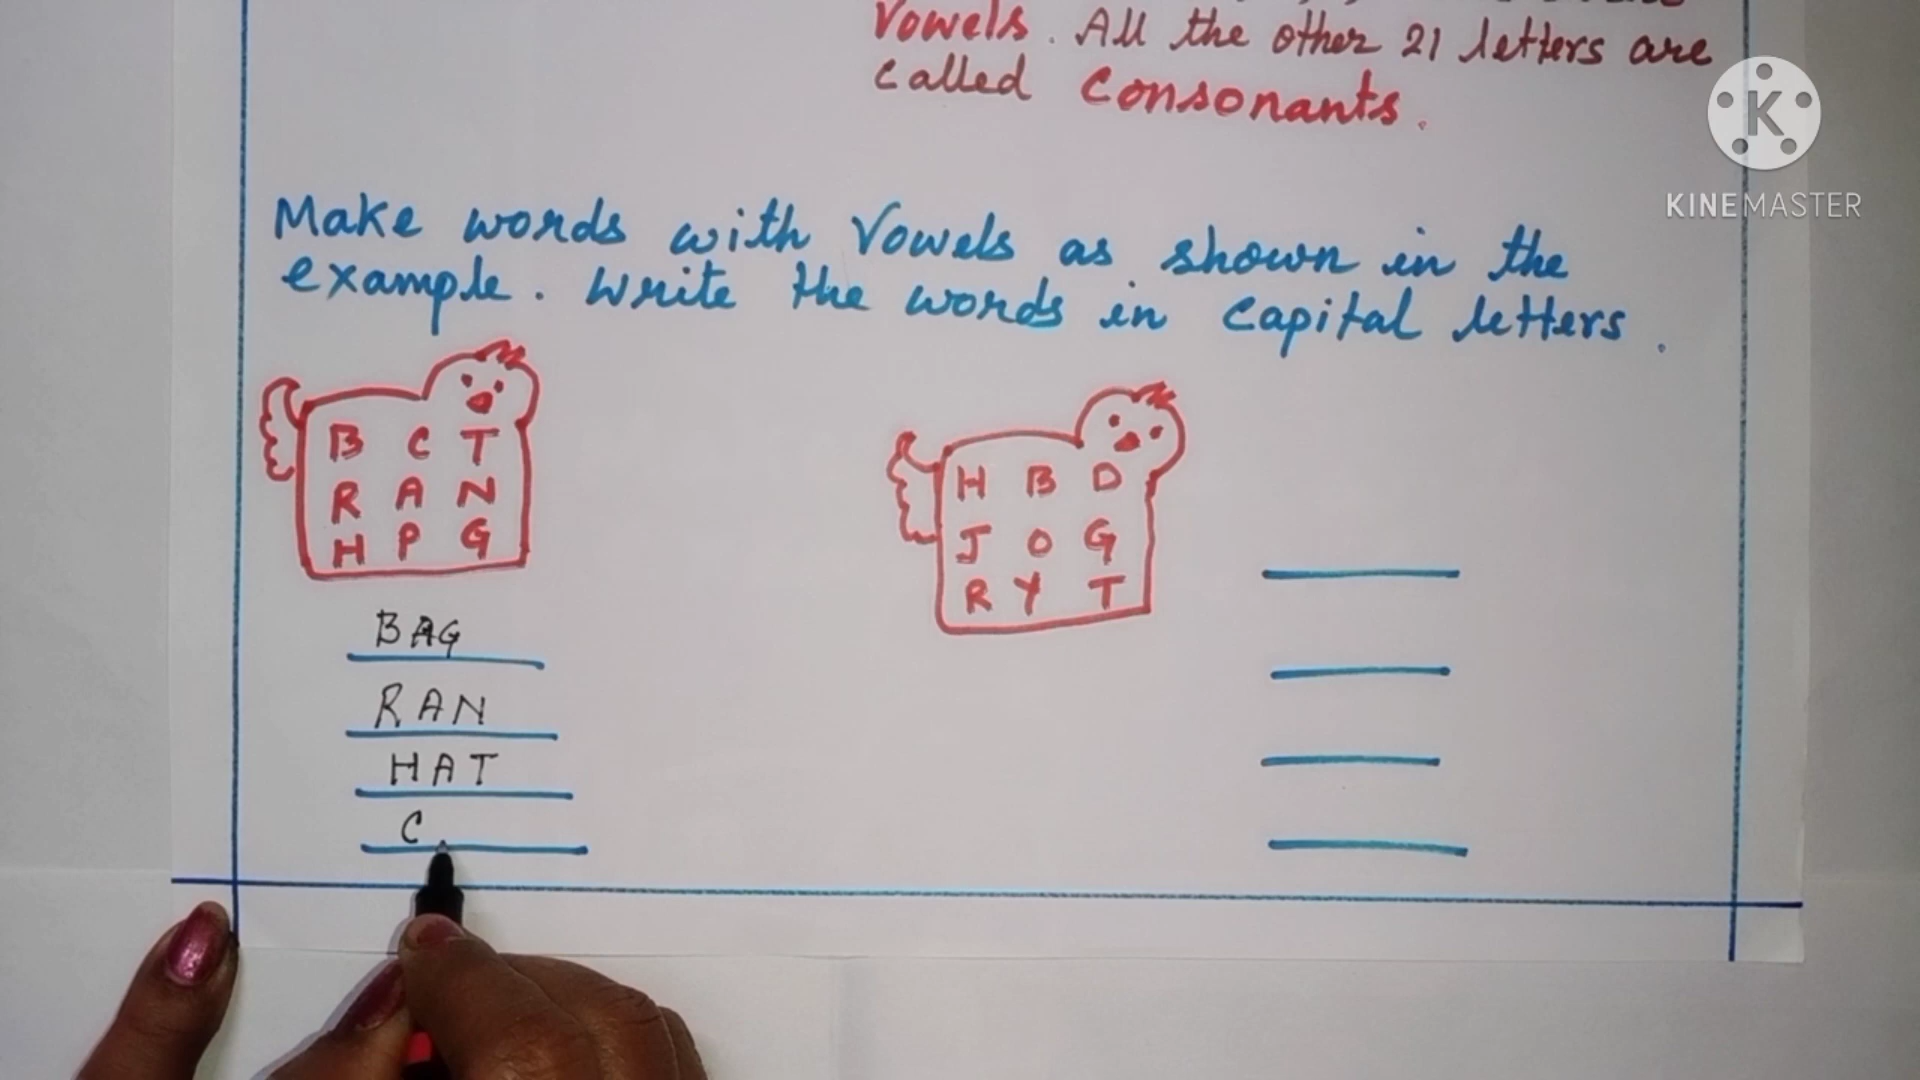 Vowels. All the other 21 letters are
called Consonants.
KINEMASTER
Make words with Vowels as shown in the
example. Write the words in capital letters.
B C T
R A N
H P G
BAG
RAN
HAT
C
H B D
J O G
R Y T